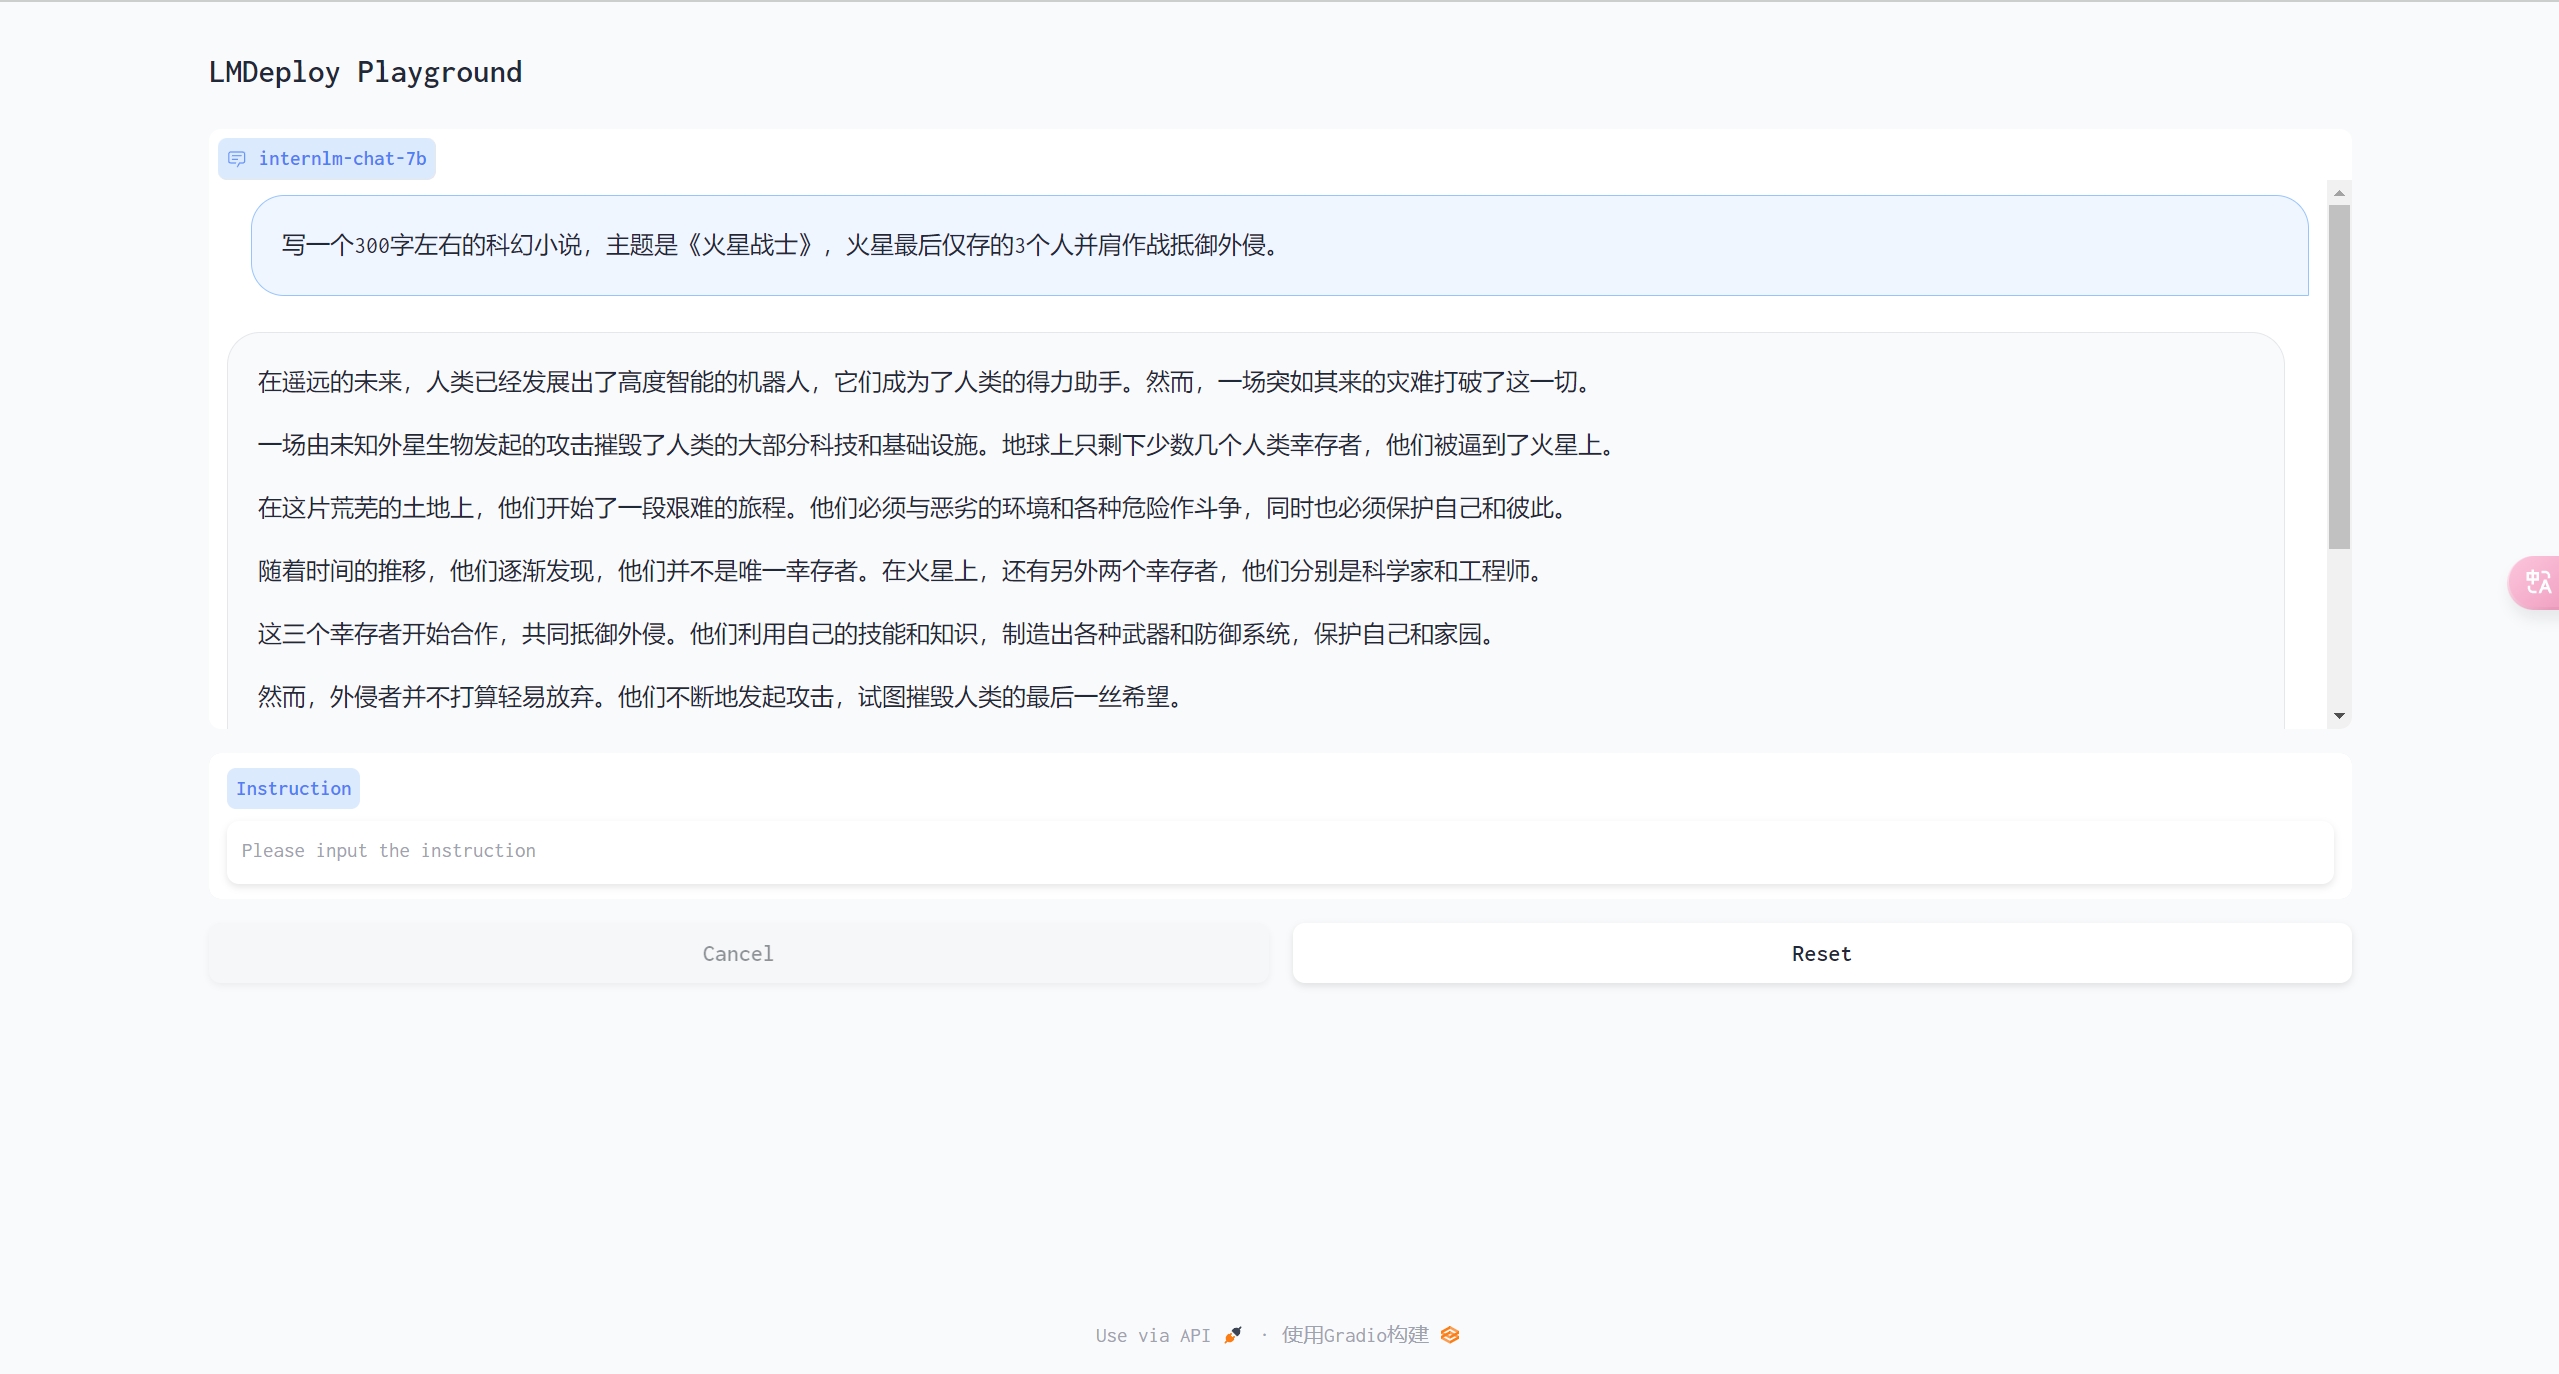 LMDeploy Playground
internlm-chat-7b
写一个300字左右的科幻小说，主题是《火星战士》，火星最后仅存的3个人并肩作战抵御外侵。
在遥远的未来，人类已经发展出了高度智能的机器人，它们成为了人类的得力助手。然而，一场突如其来的灾难打破了这一切。
一场由未知外星生物发起的攻击摧毁了人类的大部分科技和基础设施。地球上只剩下少数几个人类幸存者，他们被逼到了火星上。
在这片荒芜的土地上，他们开始了一段艰难的旅程。他们必须与恶劣的环境和各种危险作斗争，同时也必须保护自己和彼此。
随着时间的推移，他们逐渐发现，他们并不是唯一幸存者。在火星上，还有另外两个幸存者，他们分别是科学家和工程师。
这三个幸存者开始合作，共同抵御外侵。他们利用自己的技能和知识，制造出各种武器和防御系统，保护自己和家园。
然而，外侵者并不打算轻易放弃。他们不断地发起攻击，试图摧毁人类的最后一丝希望。
中A
Instruction
Please input the instruction
Cancel
Reset
Use via API · 使用Gradio构建